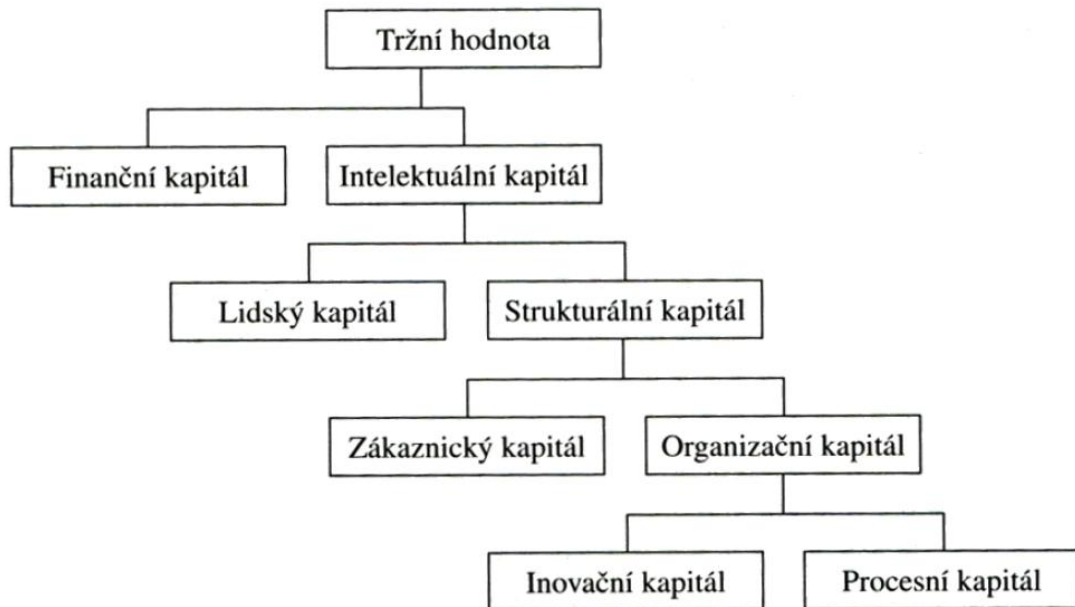 Tržní hodnota
Finanční kapitál
Intelektuální kapitál
Lidský kapitál
Strukturální kapitál
Zákaznický kapitál
Organizační kapitál
Inovační kapitál
Procesní kapitál